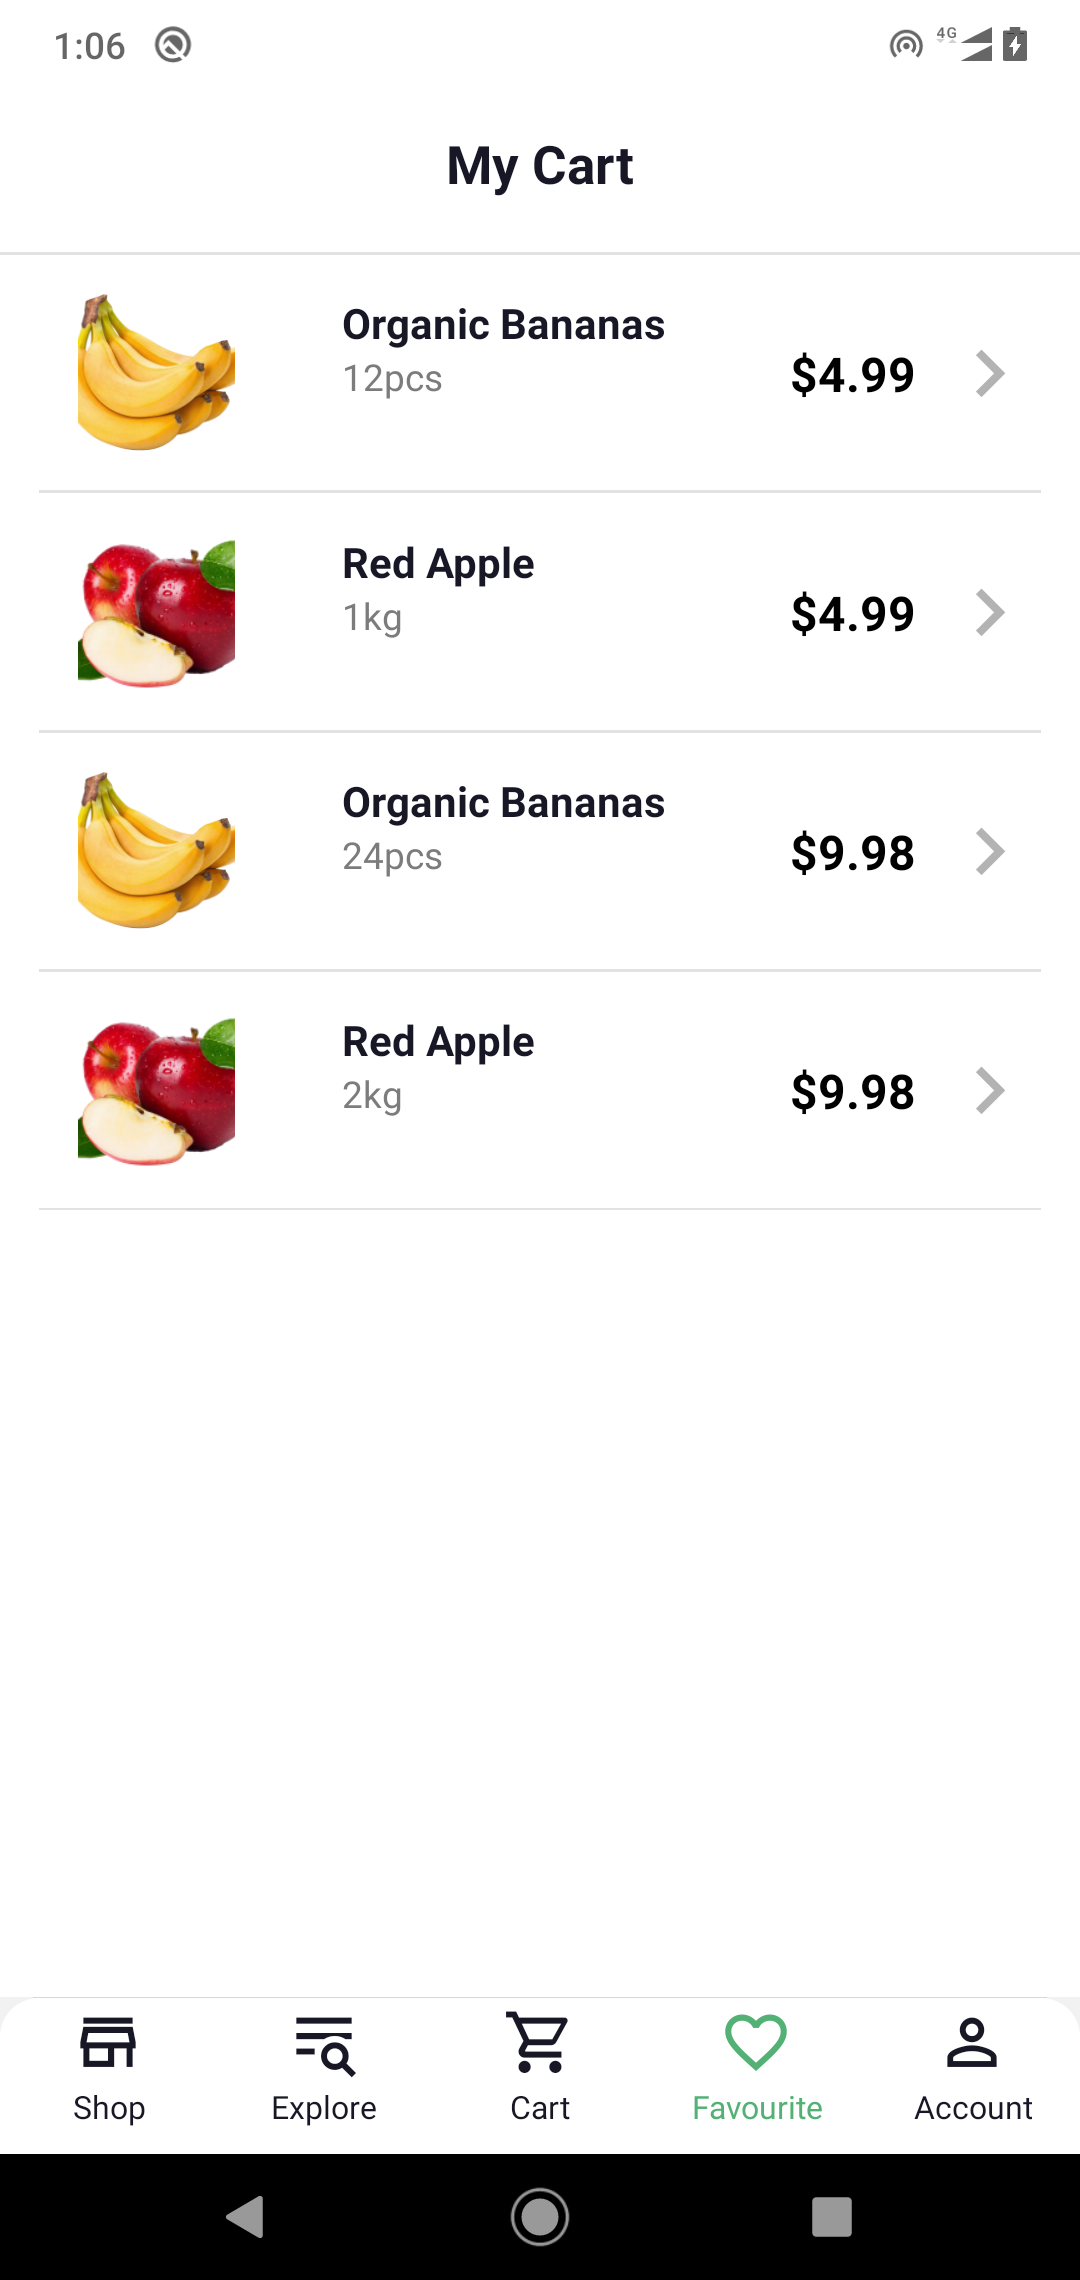 1:06
4G
My Cart
Organic Bananas
12pcs
$4.99
Red Apple
1kg
$4.99
Organic Bananas
24pcs
$9.98
Red Apple
2kg
$9.98
Shop
Explore
Cart
Favourite
Account